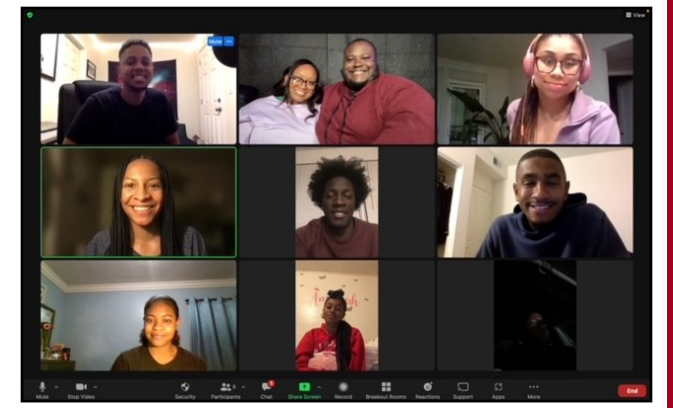 View
Mute
Mute
Stop Video
Security
Participants
Chat
Share Screen
Record
Breakout Rooms
Reactions
Support
Apps
More
End